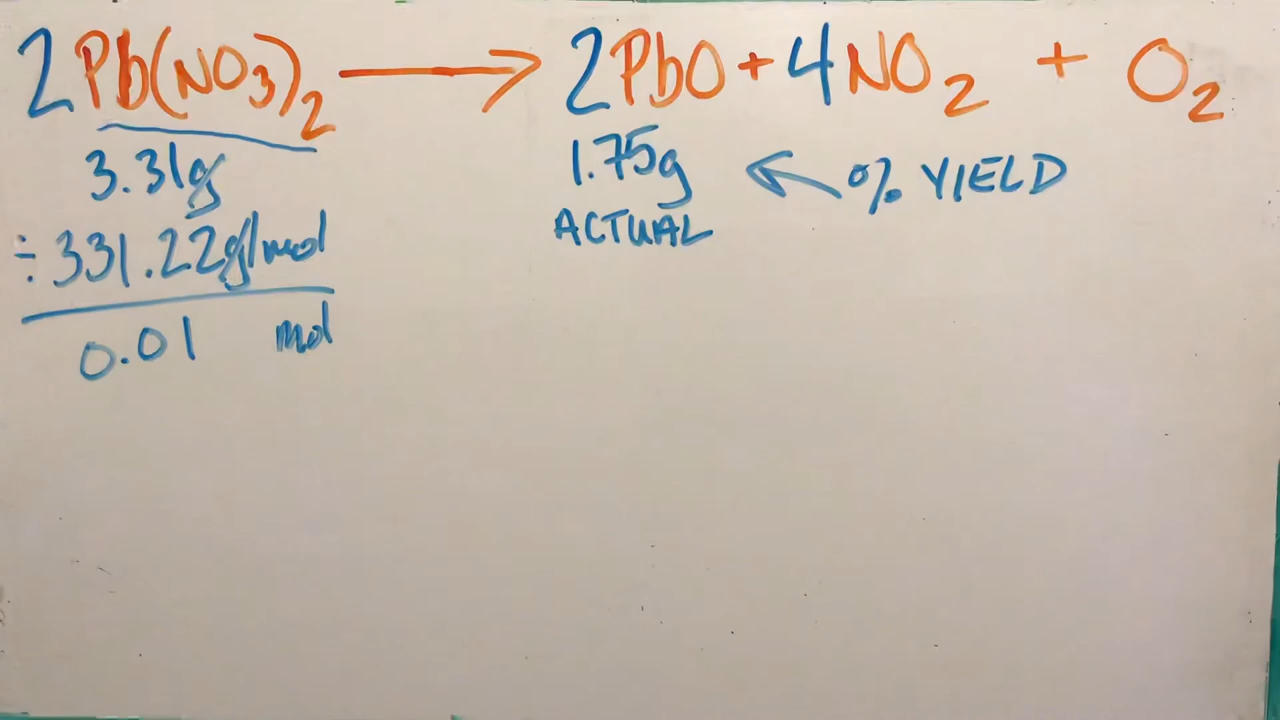 2Pb(NO₃)₂ → 2PbO + 4NO₂ + O₂
3.31g 1.75g ← % YIELD
÷ 331.22g/mol ACTUAL
0.01 mol